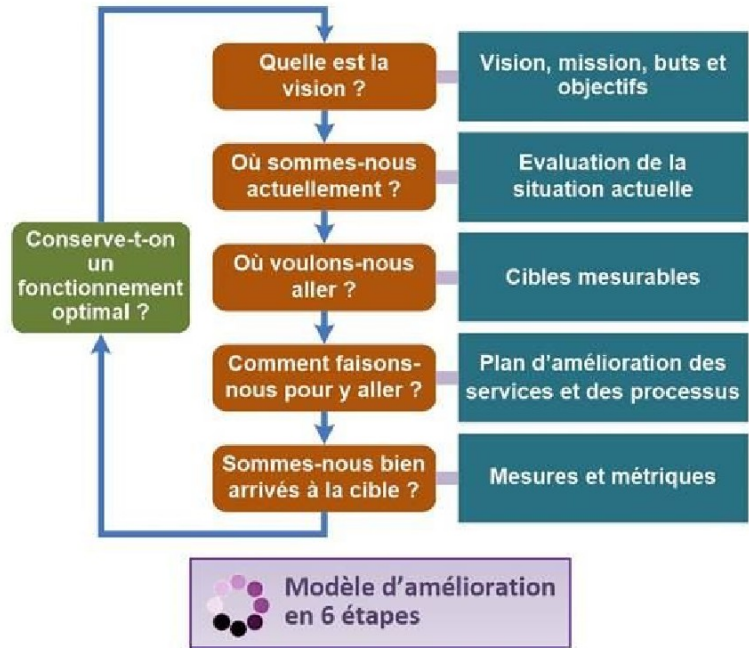 Quelle est la
vision ?
Vision, mission, buts et
objectifs
Où sommes-nous
actuellement ?
Evaluation de la
situation actuelle
Conserve-t-on
un
fonctionnement
optimal ?
Où voulons-nous
aller ?
Cibles mesurables
Comment faisons-
nous pour y aller ?
Plan d'amélioration des
services et des processus
Sommes-nous bien
arrivés à la cible ?
Mesures et métriques
Modèle d'amélioration
en 6 étapes